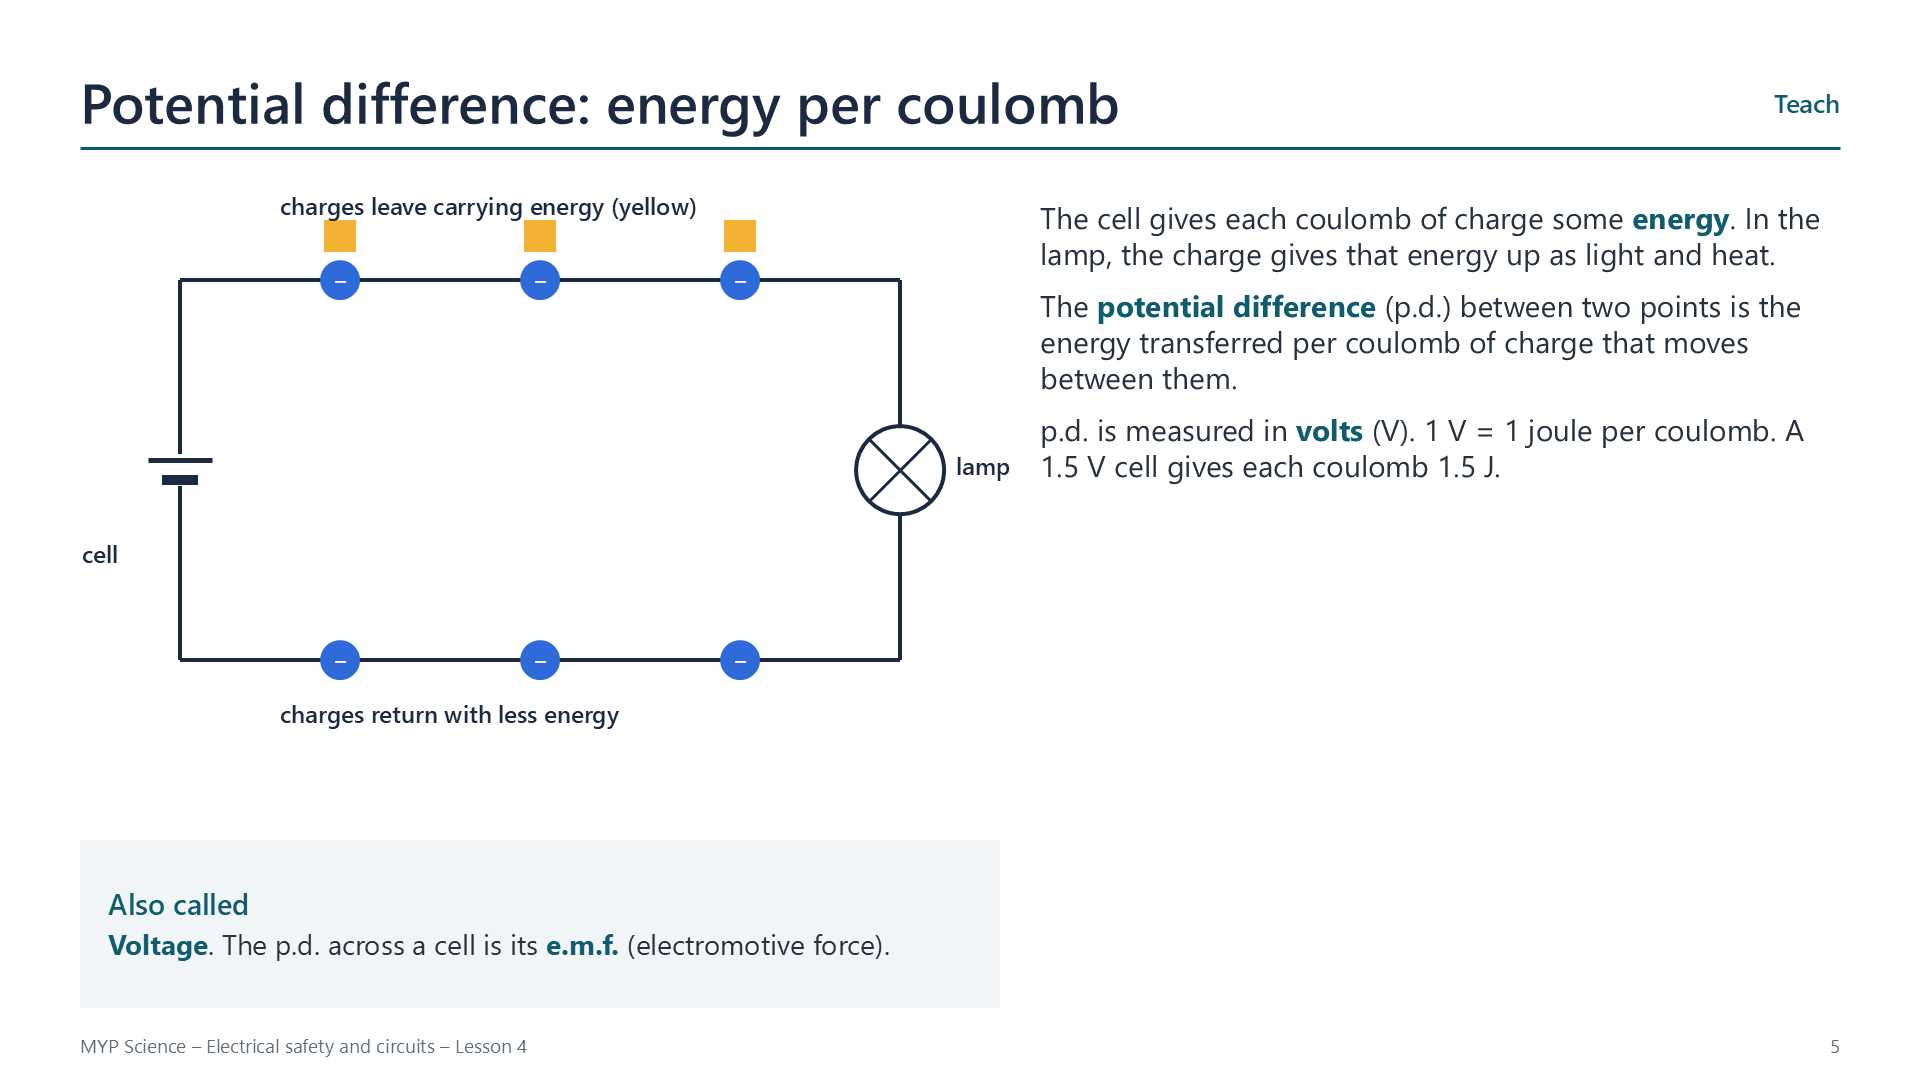 Potential difference: energy per coulomb
Teach
charges leave carrying energy (yellow)
–
–
–
lamp
cell
–
–
–
charges return with less energy
The cell gives each coulomb of charge some energy. In the
lamp, the charge gives that energy up as light and heat.
The potential difference (p.d.) between two points is the
energy transferred per coulomb of charge that moves
between them.
p.d. is measured in volts (V). 1 V = 1 joule per coulomb. A
1.5 V cell gives each coulomb 1.5 J.
Also called
Voltage. The p.d. across a cell is its e.m.f. (electromotive force).
MYP Science – Electrical safety and circuits – Lesson 4
5